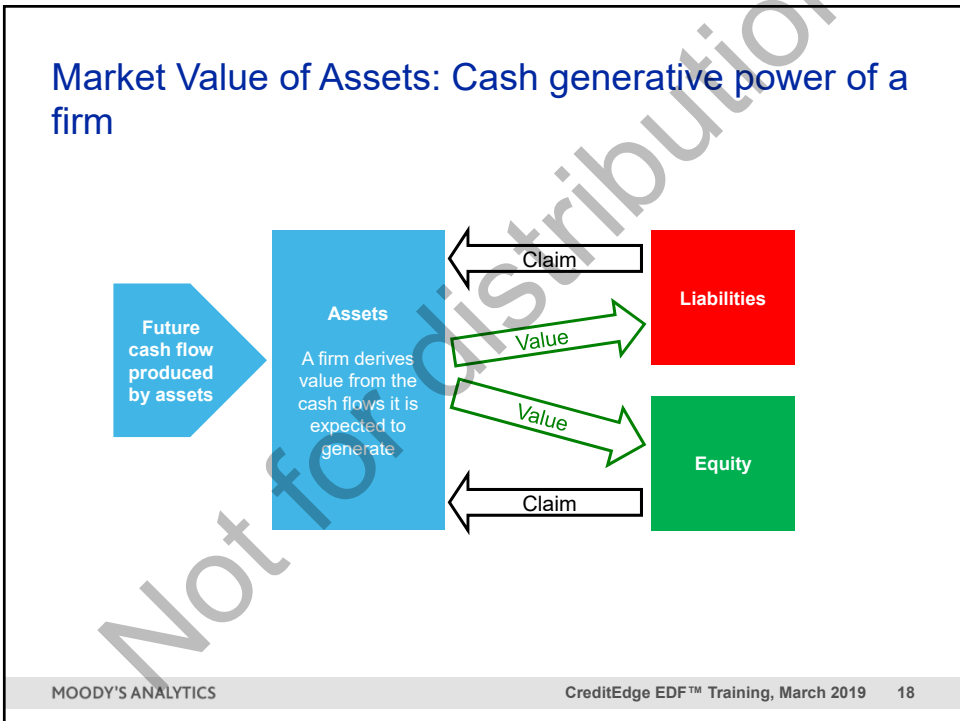 Market Value of Assets: Cash generative power of a
firm
Future
cash flow
produced
by assets
Assets
A firm derives
value from the
cash flows it is
expected to
generate
Claim
Value
Value
Claim
Liabilities
Equity
Not for distribution
MOODY'S ANALYTICS
CreditEdge EDF™ Training, March 2019 18